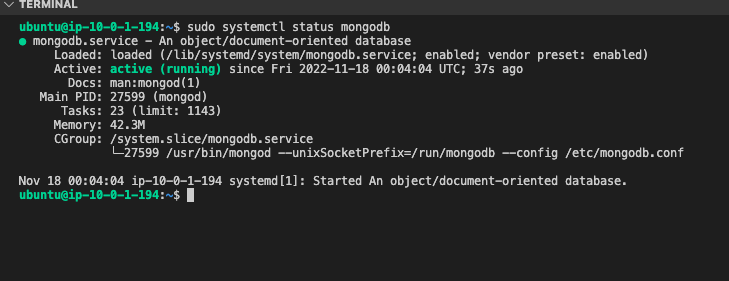 TERMINAL
ubuntu@ip-10-0-1-194:~$ sudo systemctl status mongodb
● mongodb.service - An object/document-oriented database
Loaded: loaded (/lib/systemd/system/mongodb.service; enabled; vendor preset: enabled)
Active: active (running) since Fri 2022-11-18 00:04:04 UTC; 37s ago
Docs: man:mongod(1)
Main PID: 27599 (mongod)
Tasks: 23 (limit: 1143)
Memory: 42.3M
CGroup: /system.slice/mongodb.service
└─27599 /usr/bin/mongod --unixSocketPrefix=/run/mongodb --config /etc/mongodb.conf
Nov 18 00:04:04 ip-10-0-1-194 systemd[1]: Started An object/document-oriented database.
ubuntu@ip-10-0-1-194:~$